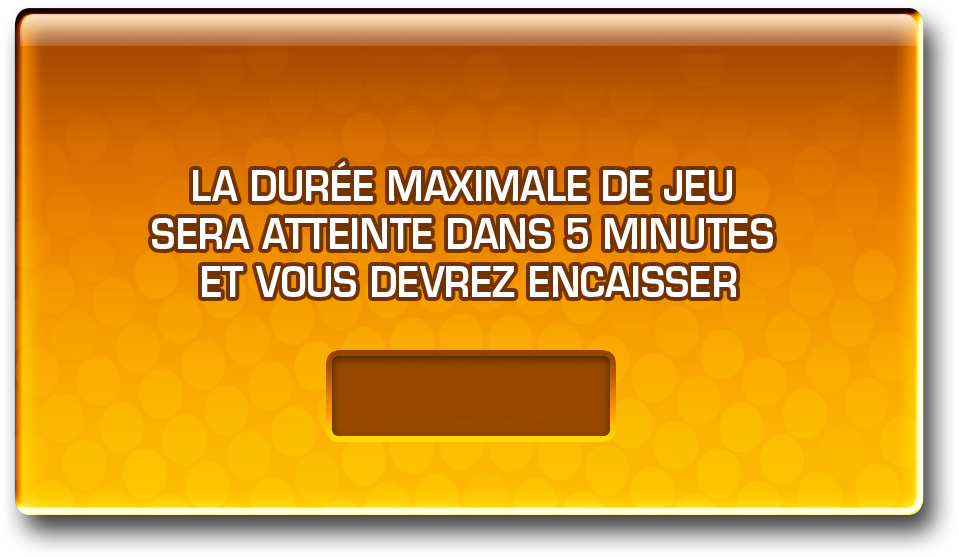 LA DURÉE MAXIMALE DE JEU
SERA ATTEINTE DANS 5 MINUTES
ET VOUS DEVREZ ENCAISSER